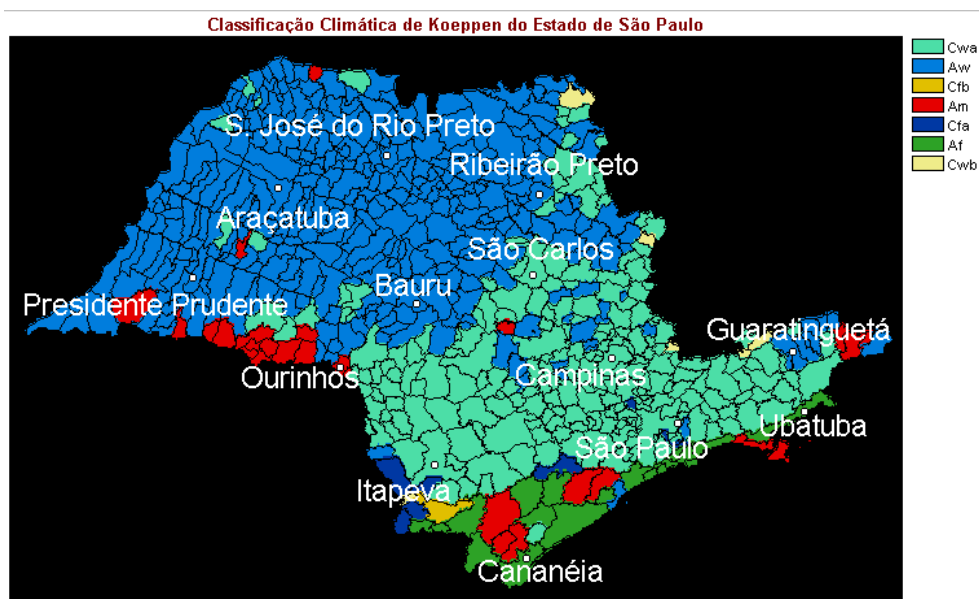 Classificação Climática de Koeppen do Estado de São Paulo
Cwa
Aw
Cfb
Am
Cfa
Af
Cwb
S. José do Rio Preto
Ribeirão Preto
Araçatuba
São Carlos
Presidente Prudente
Bauru
Guaratinguetá
Ourinhos
Campinas
Ubatuba
São Paulo
Itapeva
Cananéia